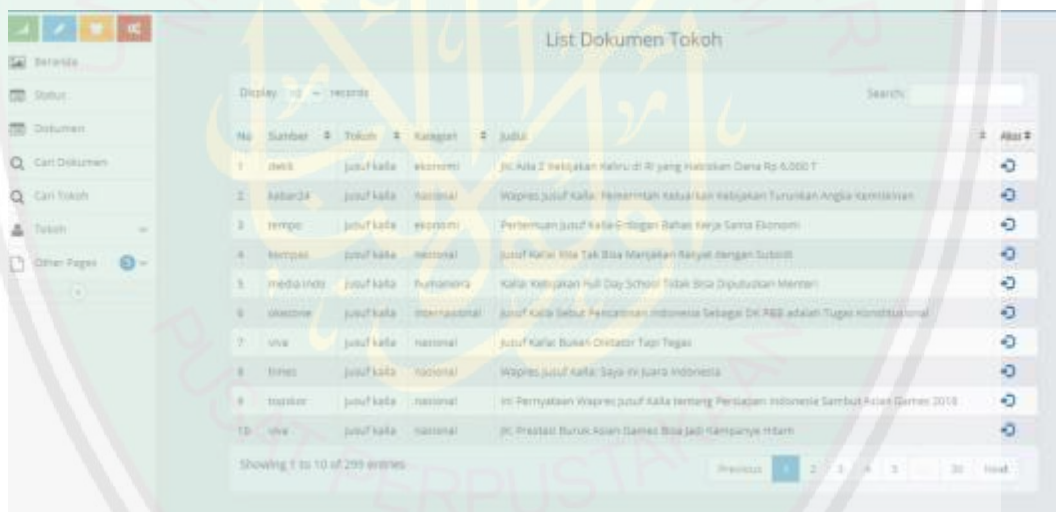 List Dokumen Tokoh
Beranda
Status
Dokumen
Cari Dokumen
Cari Tokoh
Tokoh
Other Pages 3
Display 10 records
Search:
No Sumber Tokoh Kategori Judul Aksi
1 detik jusuf kalla ekonomi JK: Ada 2 Kebijakan Keliru di RI yang Habiskan Dana Rp 6.000 T
2 kabar24 jusuf kalla nasional Wapres Jusuf Kalla: Pemerintah Keluarkan Kebijakan Turunkan Angka Kemiskinan
3 tempo jusuf kalla ekonomi Pertemuan Jusuf Kalla-Erdogan Bahas Kerja Sama Ekonomi
4 kompas jusuf kalla nasional Jusuf Kalla: Kita Tak Bisa Manjakan Rakyat dengan Subsidi
5 media indo jusuf kalla humaniora Kalla: Kebijakan Full Day School Tidak Bisa Diputuskan Menteri
6 okezone jusuf kalla internasional Jusuf Kalla Sebut Pencalonan Indonesia Sebagai DK PBB adalah Tugas Konstitusional
7 viva jusuf kalla nasional Jusuf Kalla: Bukan Diktator Tapi Tegas
8 times jusuf kalla nasional Wapres Jusuf Kalla: Saya ini Juara Indonesia
9 topskor jusuf kalla nasional Ini Pernyataan Wapres Jusuf Kalla tentang Persiapan Indonesia Sambut Asian Games 2018
10 viva jusuf kalla nasional JK: Prestasi Buruk Asian Games Bisa Jadi Kampanye Hitam
Showing 1 to 10 of 299 entries
Previous 1 2 3 4 5 ... 30 Next
PUSAT PERPUSTAKAAN